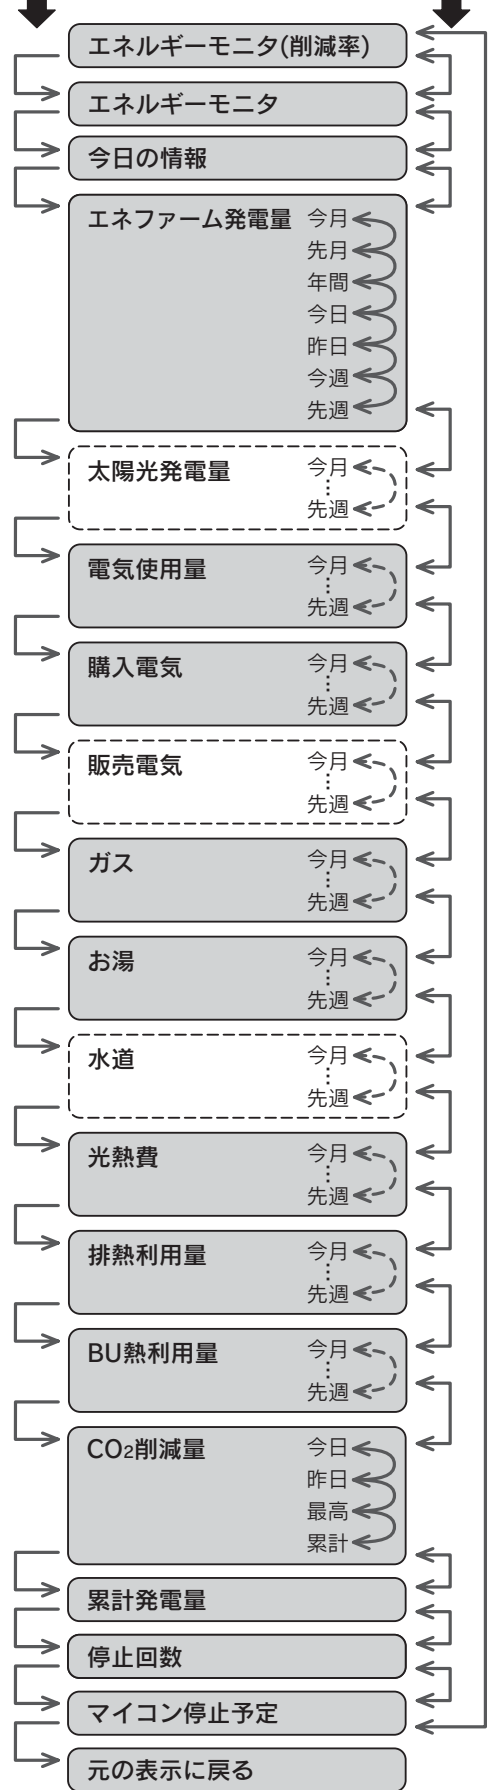 エネルギーモニタ(削減率)
エネルギーモニタ
今日の情報
エネファーム発電量 今月
先月
年間
今日
昨日
今週
先週
太陽光発電量 今月
⋮
先週
電気使用量 今月
⋮
先週
購入電気 今月
⋮
先週
販売電気 今月
⋮
先週
ガス 今月
⋮
先週
お湯 今月
⋮
先週
水道 今月
⋮
先週
光熱費 今月
⋮
先週
排熱利用量 今月
⋮
先週
BU熱利用量 今月
⋮
先週
CO2削減量 今日
昨日
最高
累計
累計発電量
停止回数
マイコン停止予定
元の表示に戻る